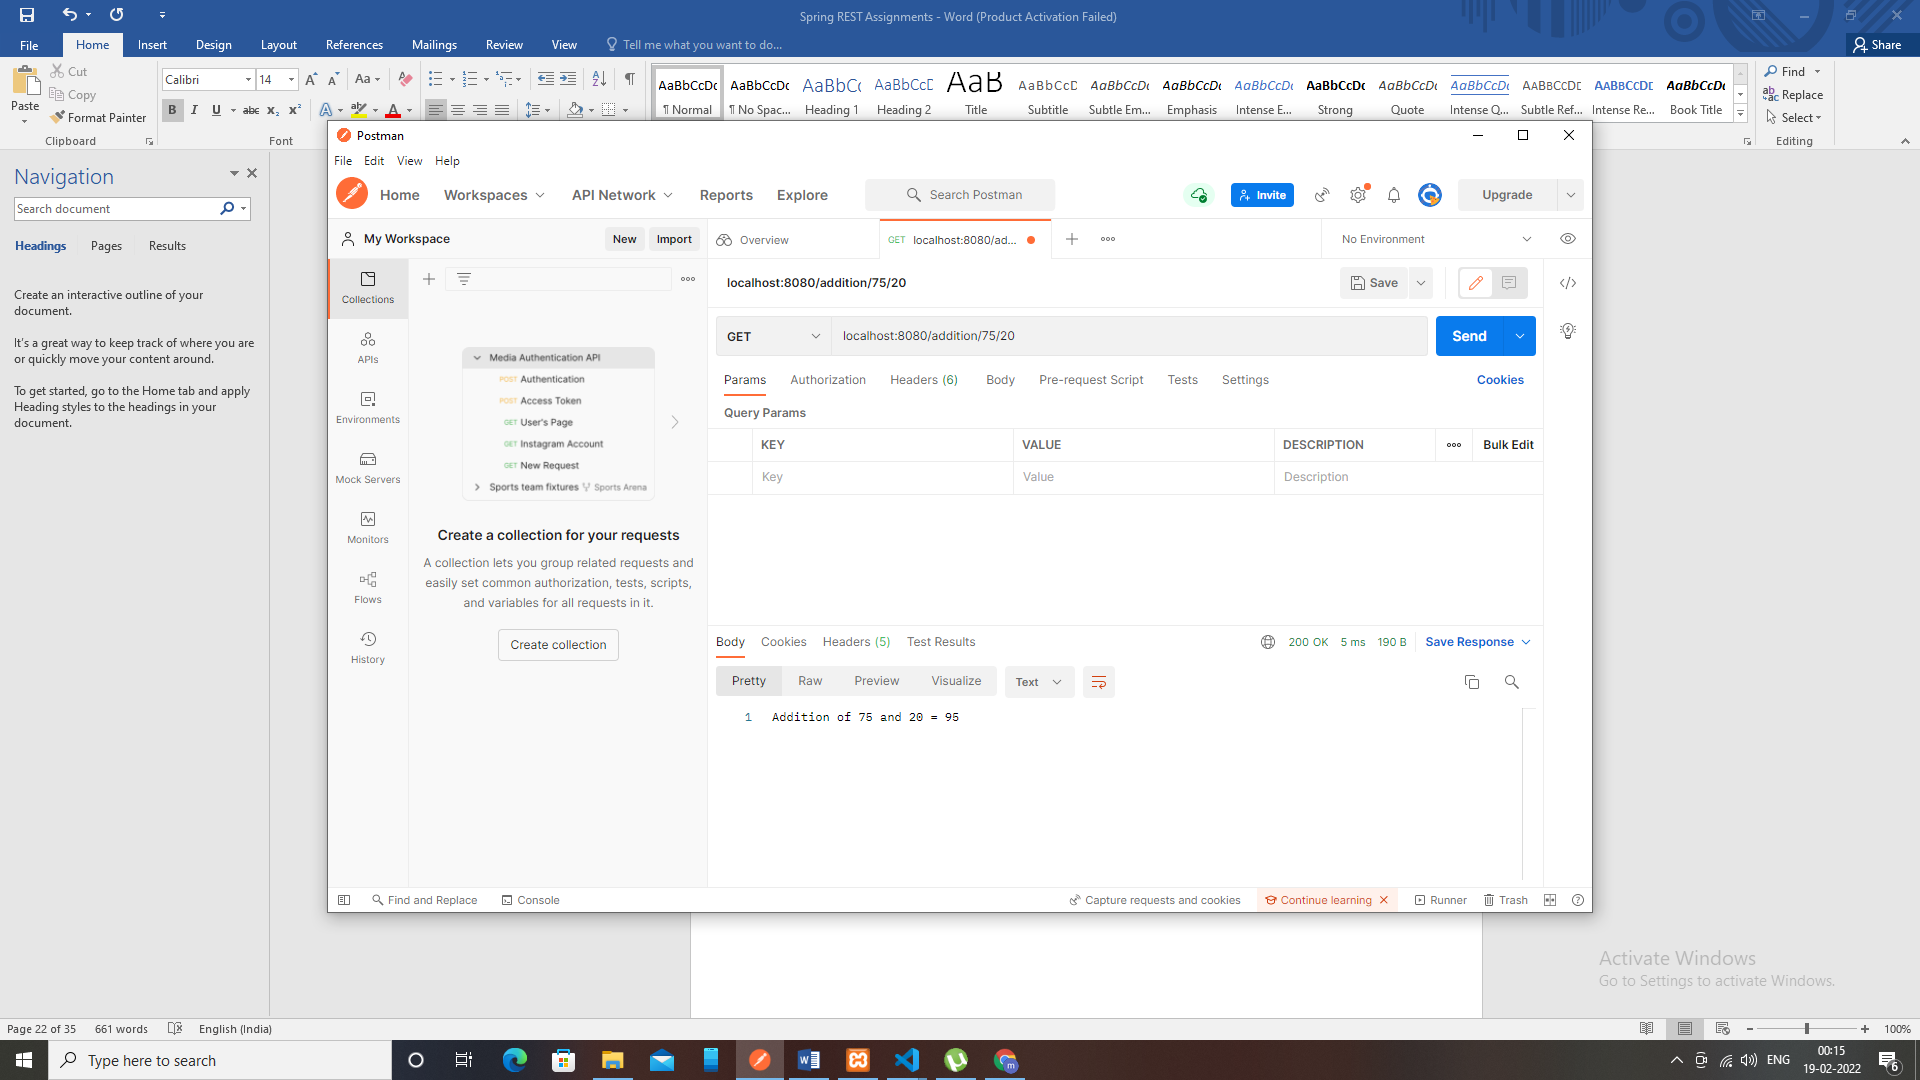 Spring REST Assignments - Word (Product Activation Failed)
File Home Insert Design Layout References Mailings Review View Tell me what you want to do... Share
Paste Cut Copy Format Painter Clipboard
Calibri 14 Font
AaBbCcDc AaBbCcDc AaBbCc AaBbCcD AaB AaBbCcD AaBbCcDc AaBbCcDc AaBbCcDc AaBbCcDc AaBbCcDc AaBbCcDc AABBCCDC AABBCCDE AaBbCcDc
¶ Normal ¶ No Spac... Heading 1 Heading 2 Title Subtitle Subtle Em... Emphasis Intense E... Strong Quote Intense Q... Subtle Ref... Intense Re... Book Title
Find Replace Select Editing
Navigation
Search document
Headings Pages Results
Create an interactive outline of your
document.
It's a great way to keep track of where you are
or quickly move your content around.
To get started, go to the Home tab and apply
Heading styles to the headings in your
document.
Postman
File Edit View Help
Home Workspaces API Network Reports Explore Search Postman Invite Upgrade
My Workspace New Import
Overview GET localhost:8080/ad... No Environment
Collections
APIs
Environments
Mock Servers
Monitors
Flows
History
Media Authentication API
POST Authentication
POST Access Token
GET User's Page
GET Instagram Account
GET New Request
Sports team fixtures Sports Arena
Create a collection for your requests
A collection lets you group related requests and
easily set common authorization, tests, scripts,
and variables for all requests in it.
Create collection
localhost:8080/addition/75/20 Save
GET localhost:8080/addition/75/20 Send
Params Authorization Headers (6) Body Pre-request Script Tests Settings Cookies
Query Params
KEY VALUE DESCRIPTION Bulk Edit
Key Value Description
Body Cookies Headers (5) Test Results 200 OK 5 ms 190 B Save Response
Pretty Raw Preview Visualize Text
1 Addition of 75 and 20 = 95
Find and Replace Console Capture requests and cookies Continue learning Runner Trash
Activate Windows
Go to Settings to activate Windows.
Page 22 of 35 661 words English (India) 100%
Type here to search ENG 00:15
19-02-2022 6